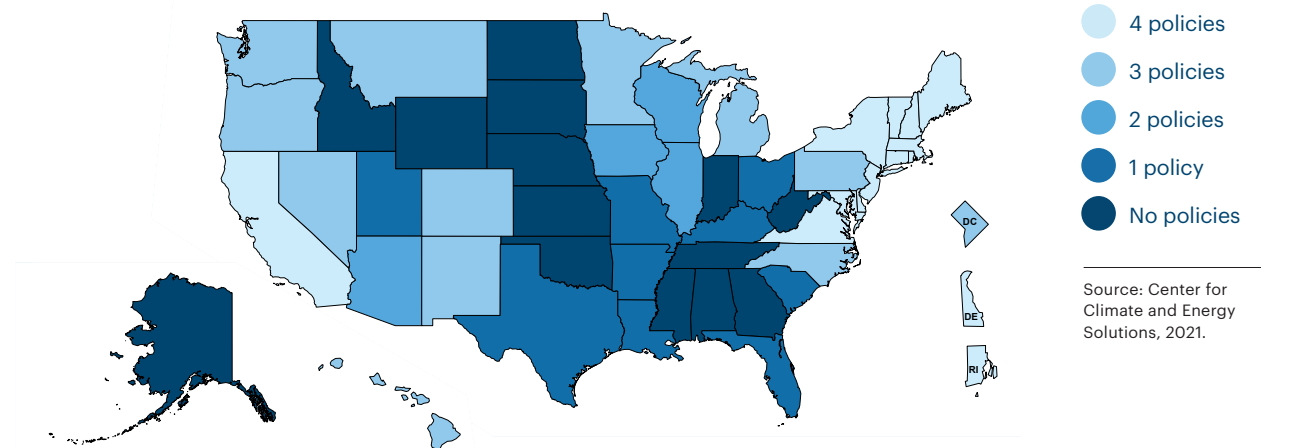 4 policies
3 policies
2 policies
1 policy
No policies
DC
DE
RI
Source: Center for
Climate and Energy
Solutions, 2021.